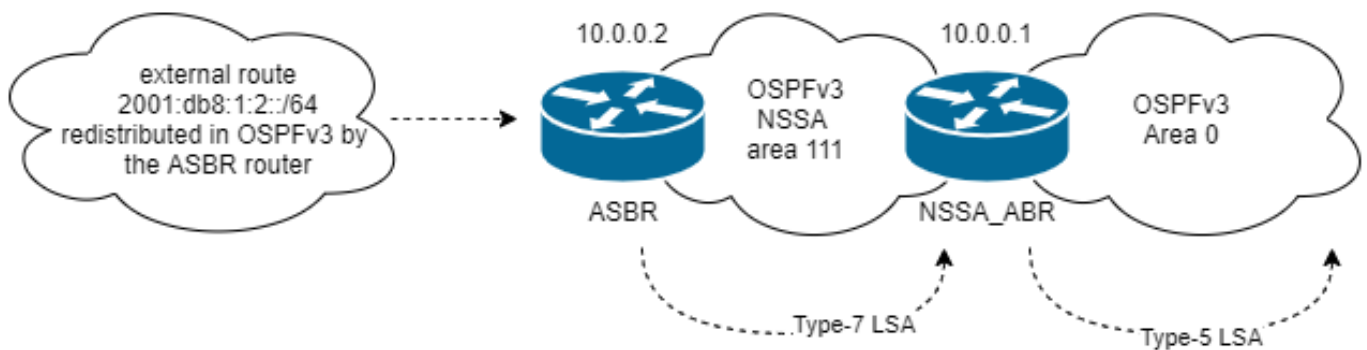 external route
2001:db8:1:2::/64
redistributed in OSPFv3 by
the ASBR router
10.0.0.2
ASBR
OSPFv3
NSSA
area 111
10.0.0.1
NSSA_ABR
OSPFv3
Area 0
Type-7 LSA
Type-5 LSA